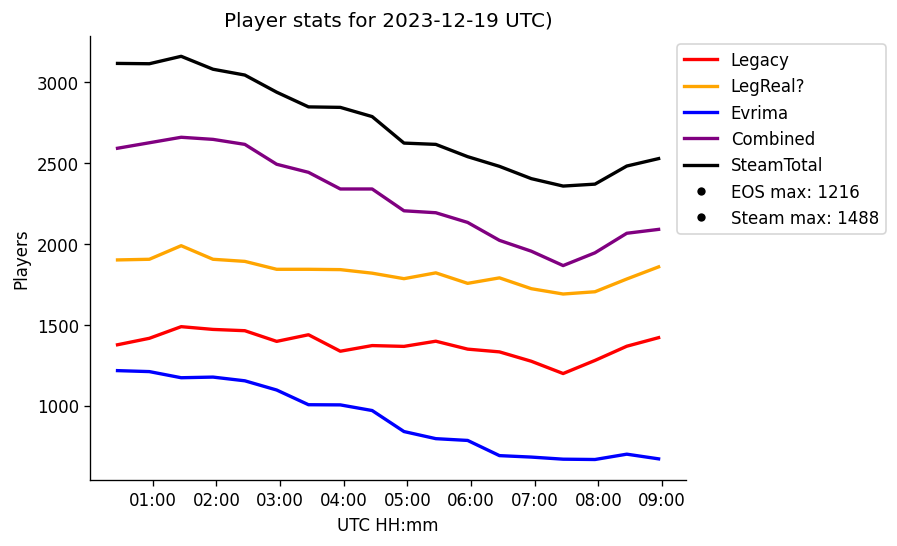 Player stats for 2023-12-19 UTC)
Legacy
LegReal?
Evrima
Combined
SteamTotal
EOS max: 1216
Steam max: 1488
Players
3000
2500
2000
1500
1000
01:00 02:00 03:00 04:00 05:00 06:00 07:00 08:00 09:00
UTC HH:mm